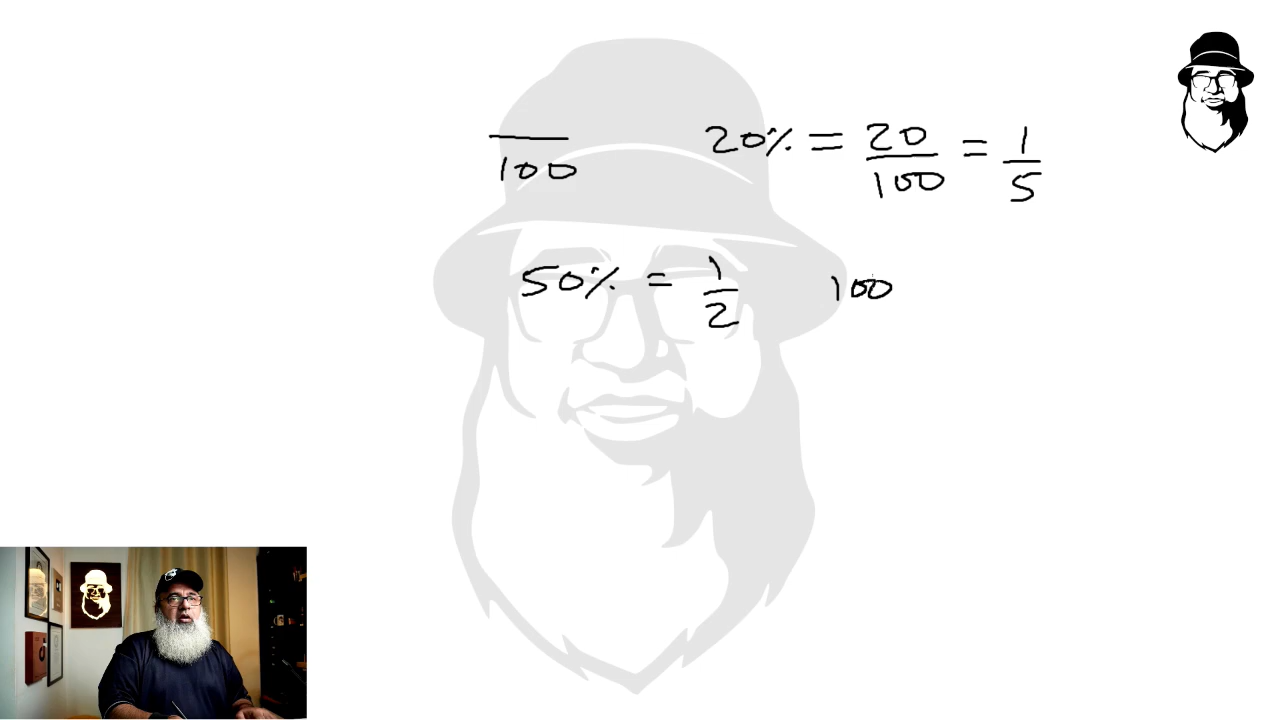 /100 20% = 20/100 = 1/5
50% = 1/2 100